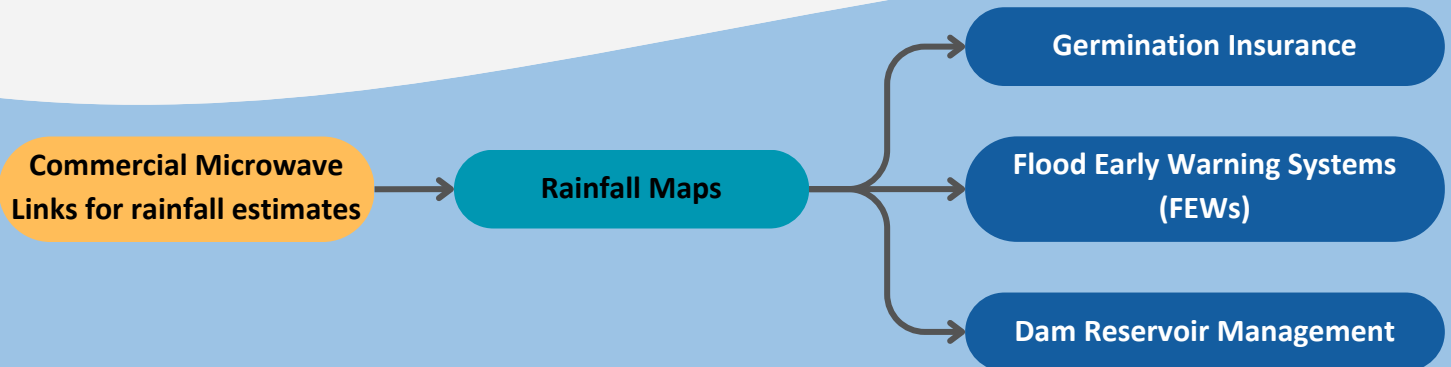 Germination Insurance
Commercial Microwave
Links for rainfall estimates
Rainfall Maps
Flood Early Warning Systems
(FEWs)
Dam Reservoir Management